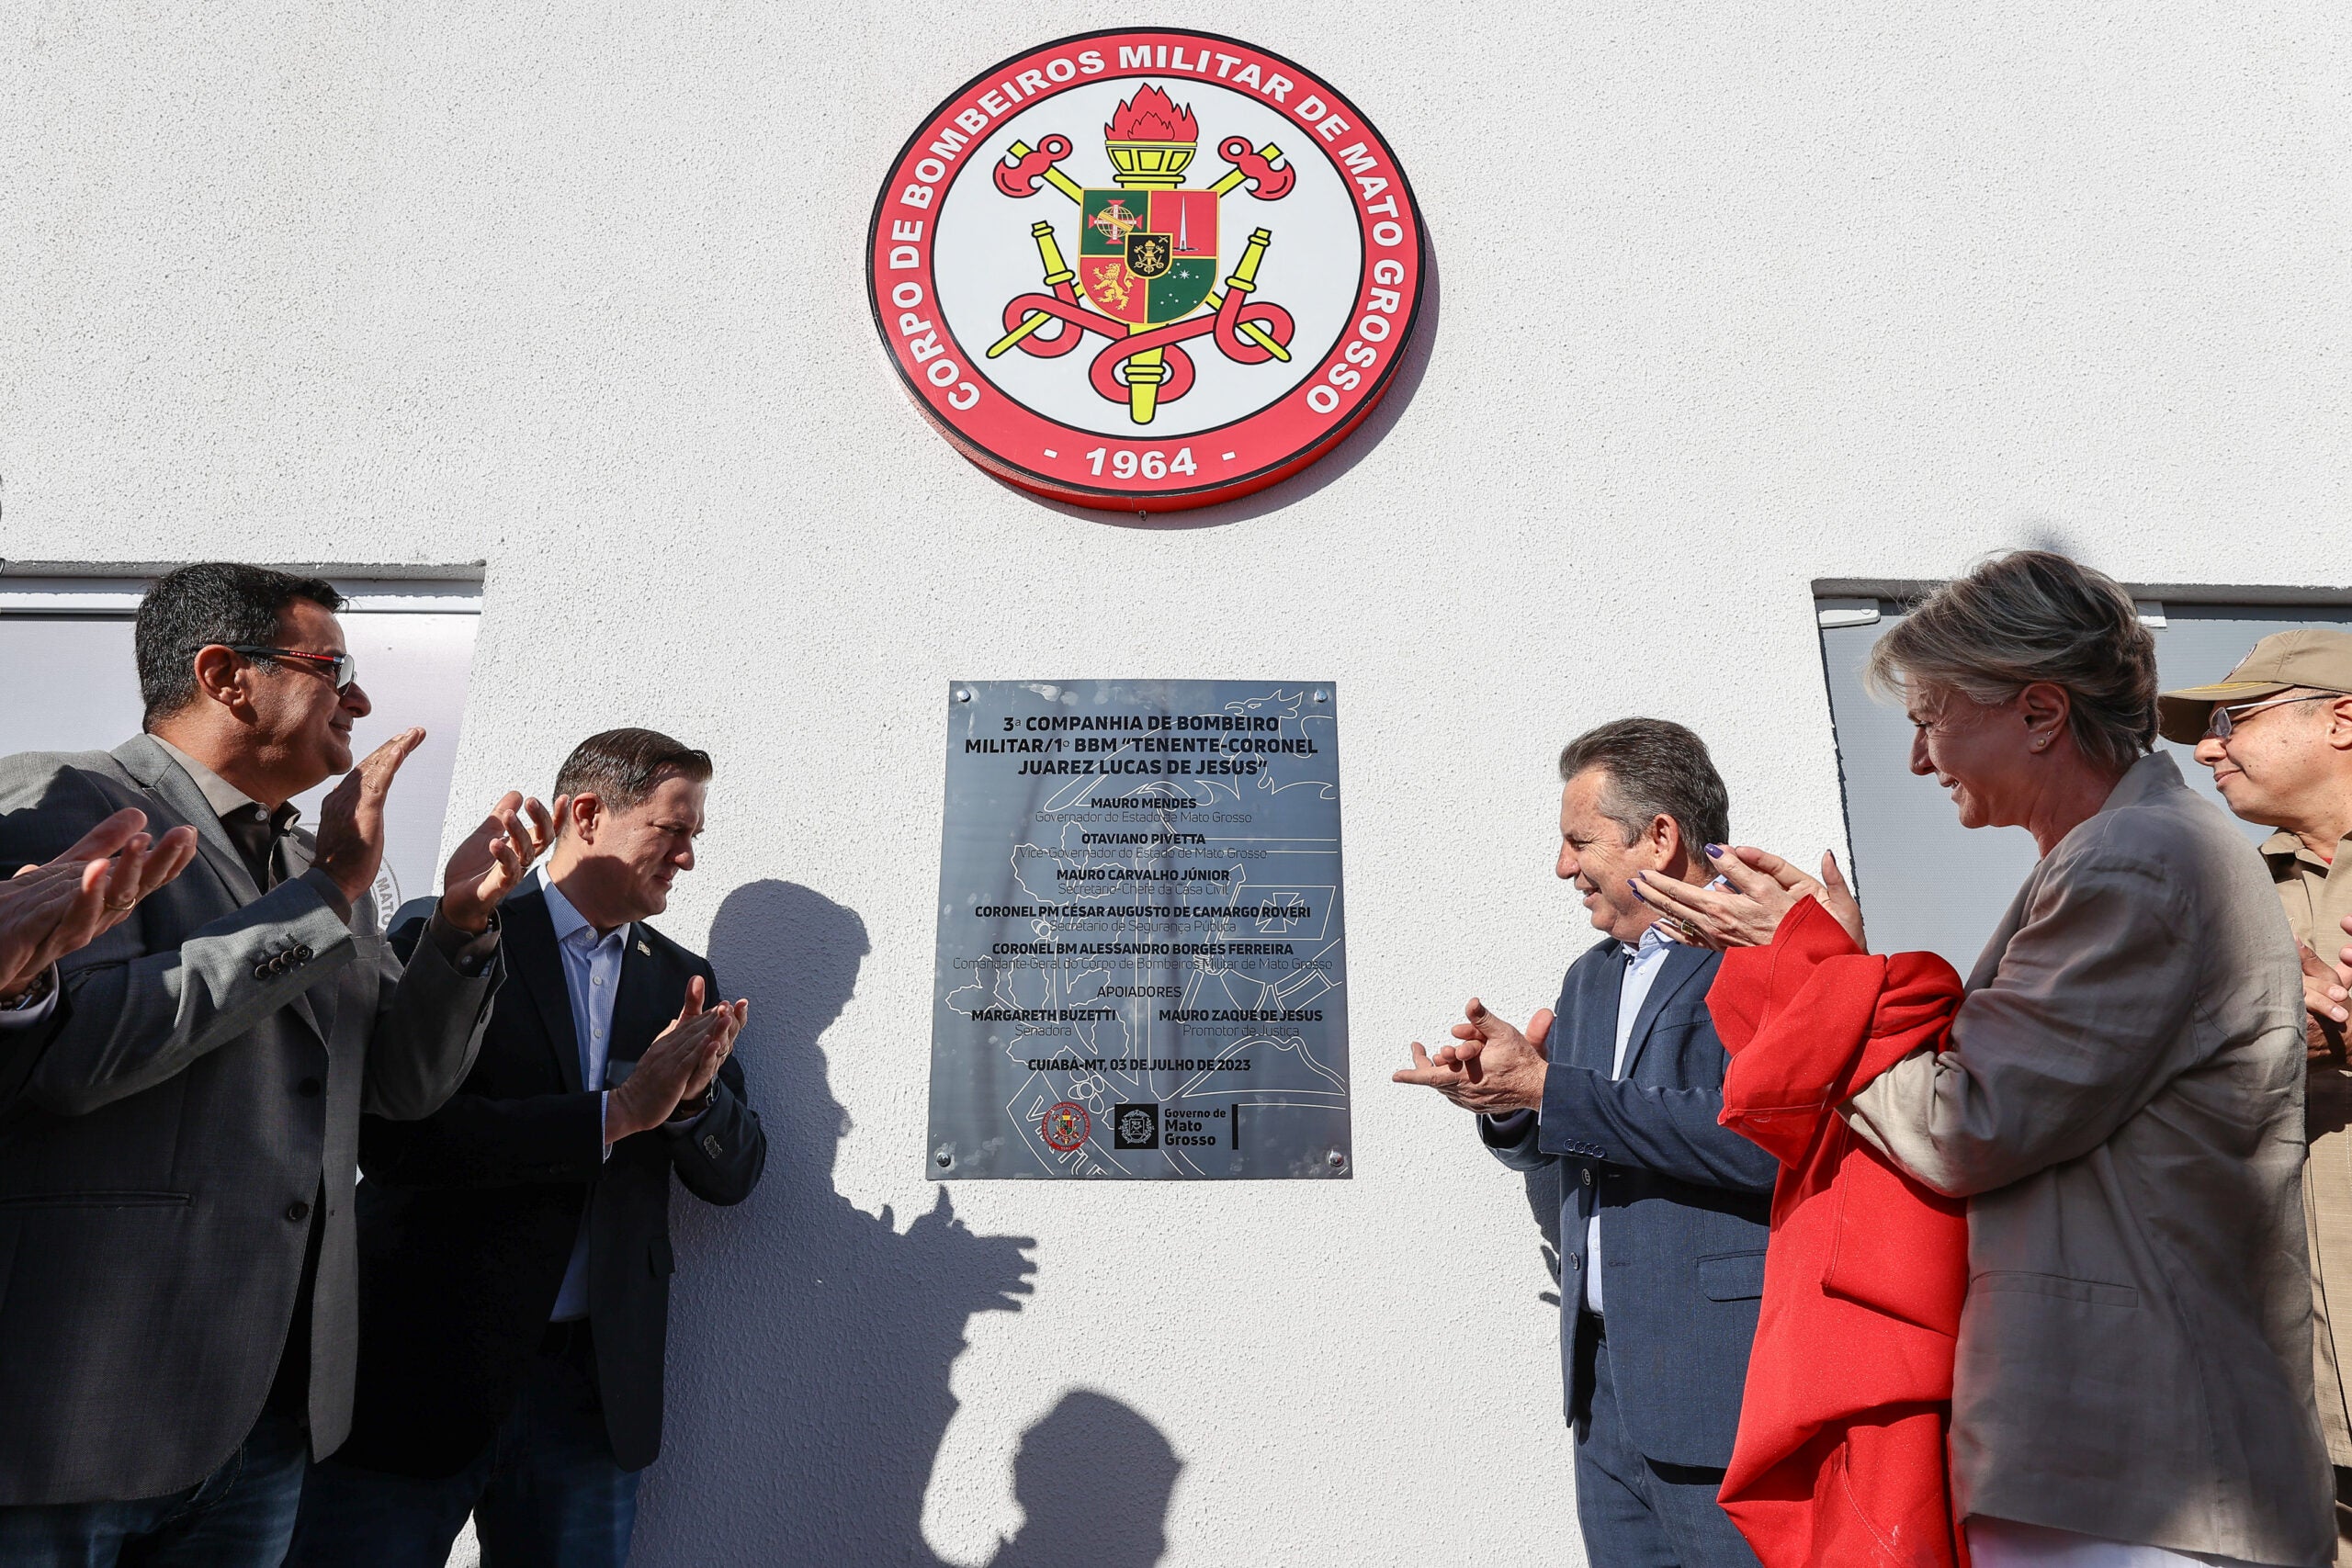 CORPO DE BOMBEIROS MILITAR DE MATO GROSSO
- 1964 -
3ª COMPANHIA DE BOMBEIRO
MILITAR/1º BBM “TENENTE-CORONEL
JUAREZ LUCAS DE JESUS”
MAURO MENDES
Governador do Estado de Mato Grosso
OTAVIANO PIVETTA
Vice-Governador do Estado de Mato Grosso
MAURO CARVALHO JÚNIOR
Secretário-Chefe da Casa Civil
CORONEL PM CÉSAR AUGUSTO DE CAMARGO ROVERI
Secretário de Segurança Pública
CORONEL BM ALESSANDRO BORGES FERREIRA
Comandante-Geral do Corpo de Bombeiros Militar de Mato Grosso
APOIADORES
MARGARETH BUZETTI MAURO ZAQUE DE JESUS
Senadora Promotor de Justiça
CUIABÁ-MT, 03 DE JULHO DE 2023
Governo de
Mato
Grosso
MATO